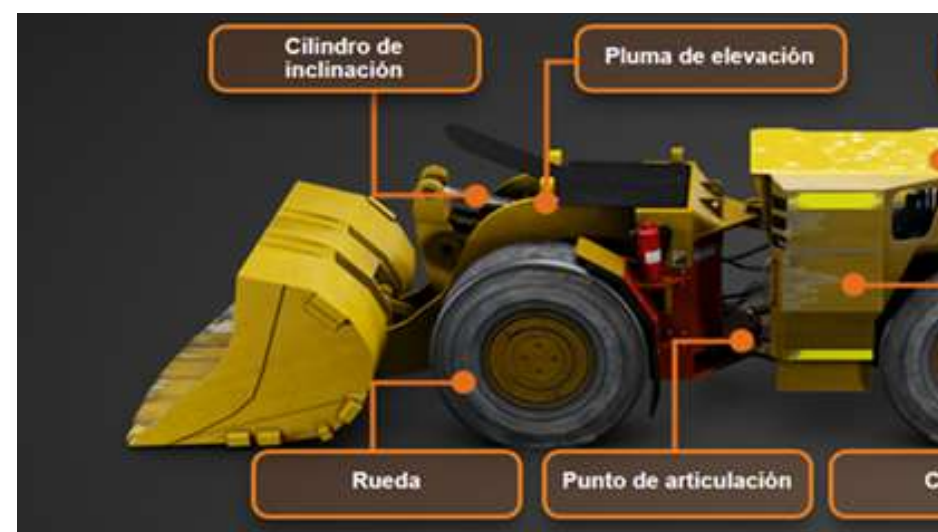 Cilindro de
inclinación
Pluma de elevación
Rueda
Punto de articulación
C